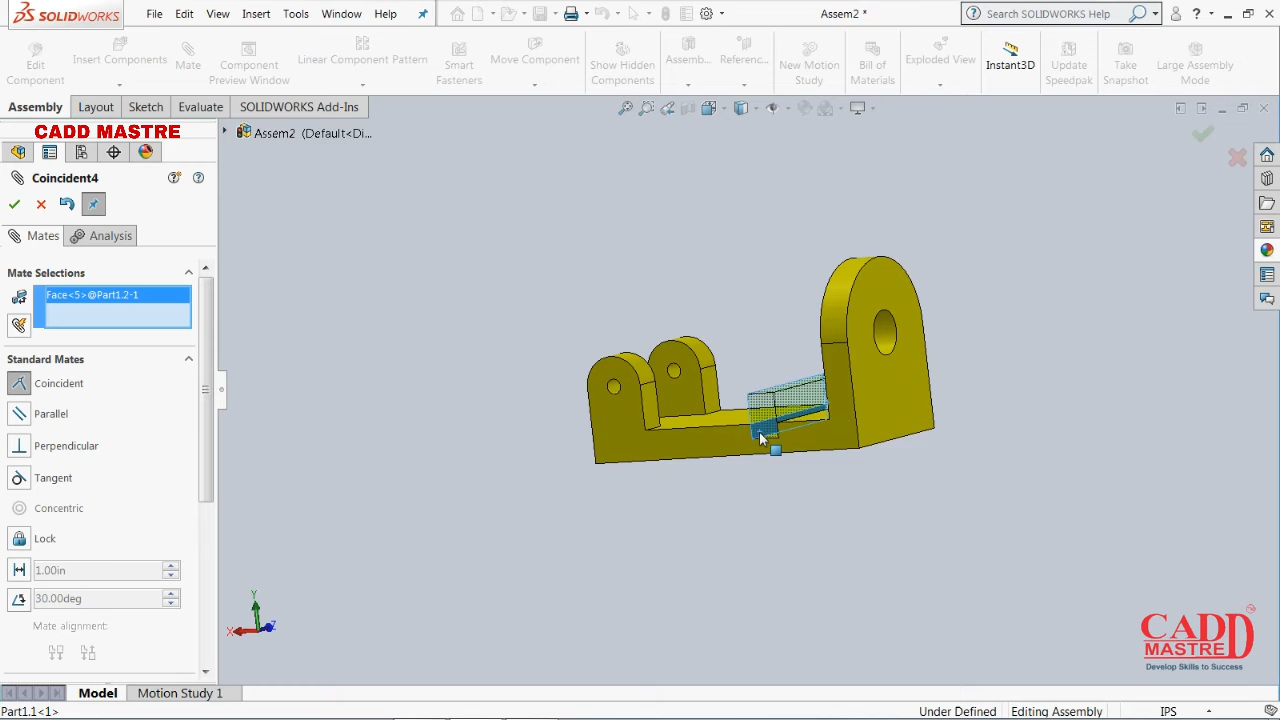 SOLIDWORKS File Edit View Insert Tools Window Help Assem2 * Search SOLIDWORKS Help
Edit Component
Insert Components
Mate
Component Preview Window
Linear Component Pattern
Smart Fasteners
Move Component
Show Hidden Components
Assemb...
Referenc...
New Motion Study
Bill of Materials
Exploded View
Instant3D
Update Speedpak
Take Snapshot
Large Assembly Mode
Assembly Layout Sketch Evaluate SOLIDWORKS Add-Ins
CADD MASTRE
Assem2 (Default<Di...
Coincident4
Mates Analysis
Mate Selections
Face<5>@Part1.2-1
Standard Mates
Coincident
Parallel
Perpendicular
Tangent
Concentric
Lock
1.00in
30.00deg
Mate alignment:
Y
X
Z
CADD
MASTRE
Develop Skills to Success
Model Motion Study 1
Part1.1<1> Under Defined Editing Assembly IPS